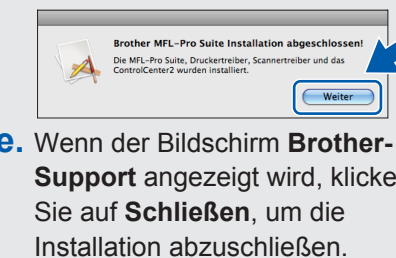 Brother MFL-Pro Suite Installation abgeschlossen!
Die MFL-Pro Suite, Druckertreiber, Scannertreiber und das
ControlCenter2 wurden installiert.
Weiter
e. Wenn der Bildschirm Brother-
Support angezeigt wird, klicke
Sie auf Schließen, um die
Installation abzuschließen.